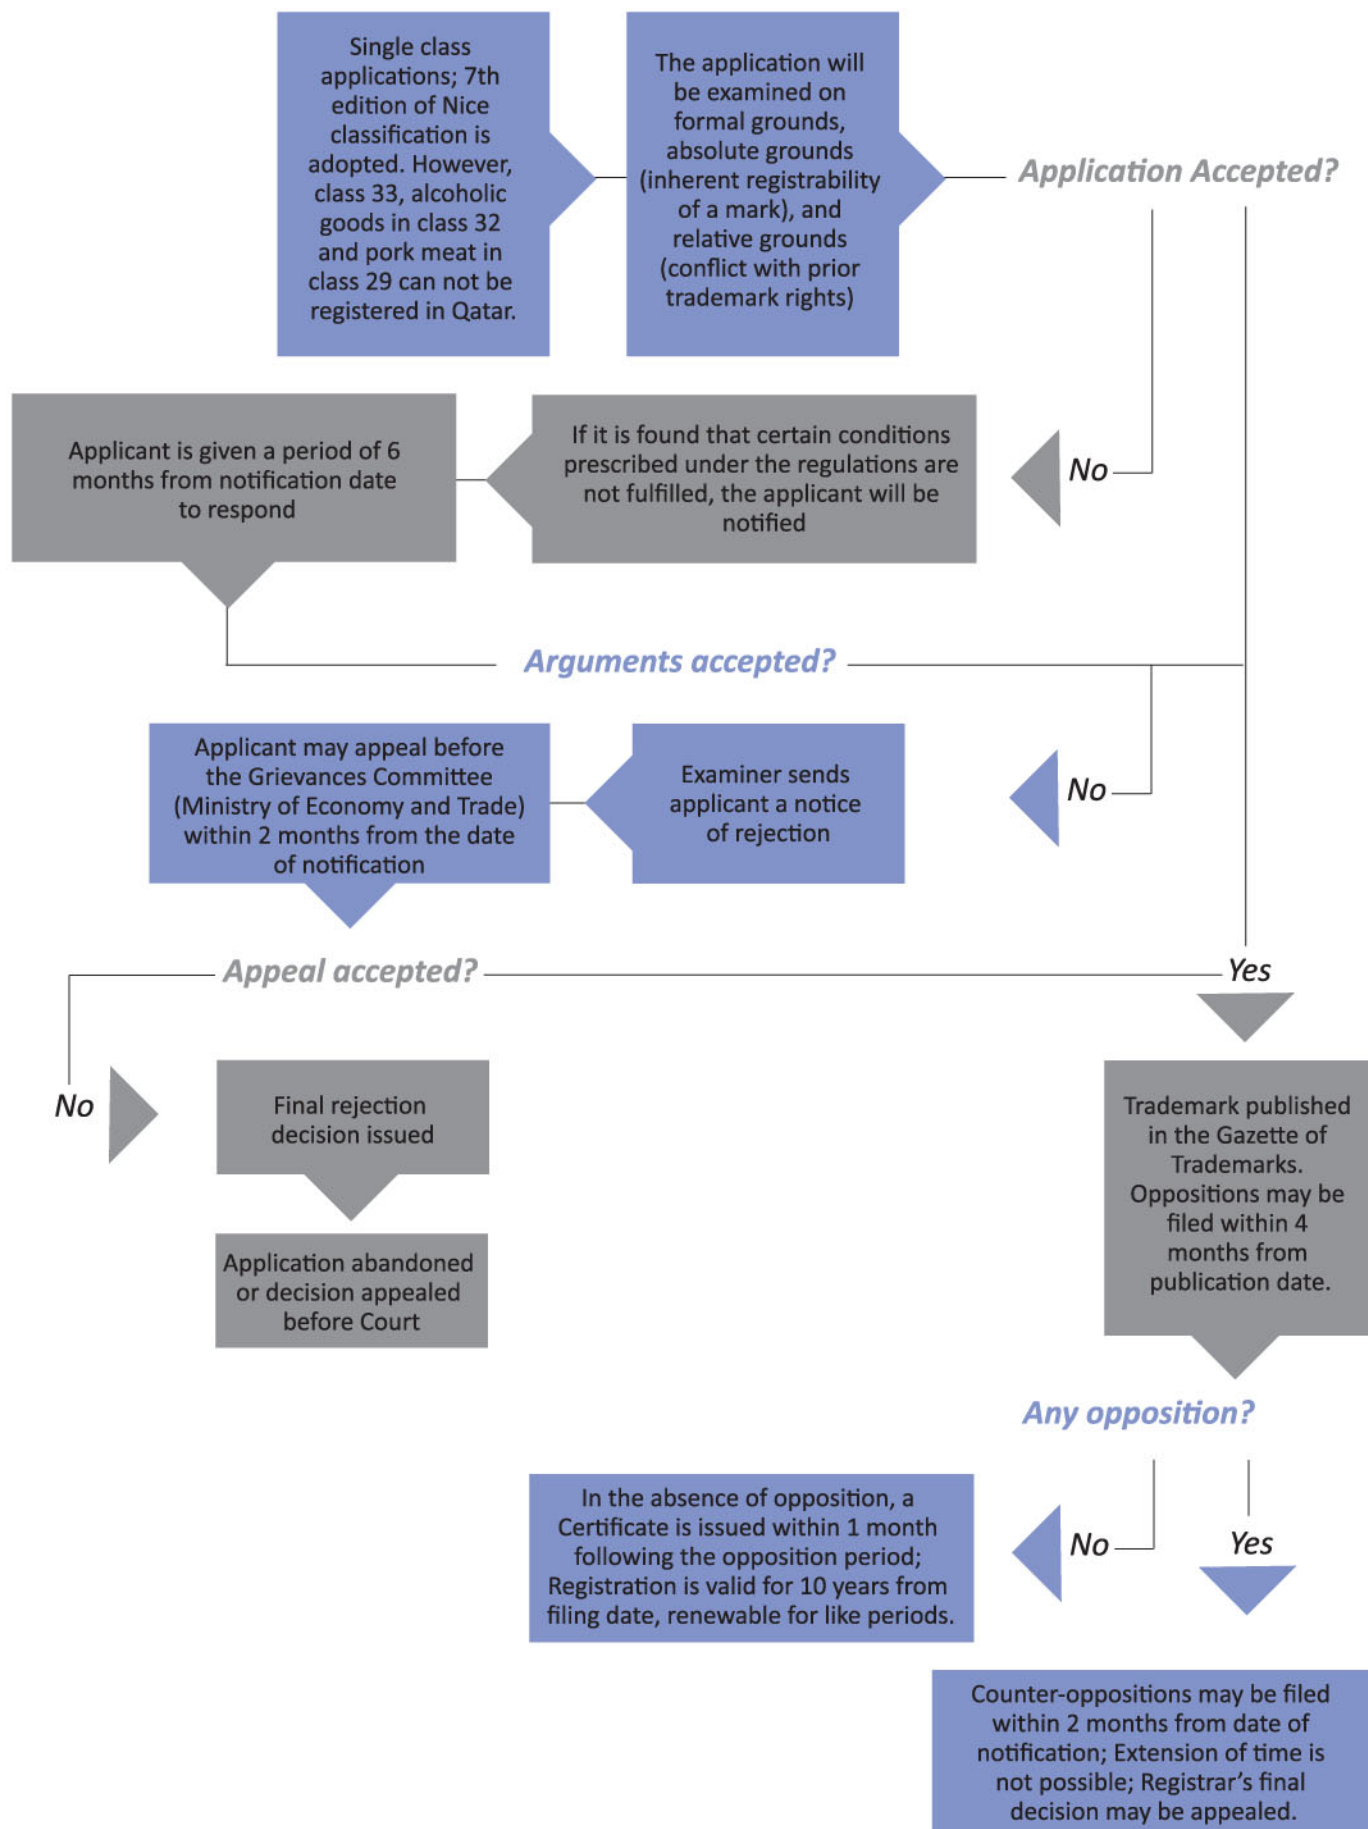 Single class
applications; 7th
edition of Nice
classification is
adopted. However,
class 33, alcoholic
goods in class 32
and pork meat in
class 29 can not be
registered in Qatar.
The application will
be examined on
formal grounds,
absolute grounds
(inherent registrability
of a mark), and
relative grounds
(conflict with prior
trademark rights)
Application Accepted?
No
If it is found that certain conditions
prescribed under the regulations are
not fulfilled, the applicant will be
notified
Applicant is given a period of 6
months from notification date
to respond
Arguments accepted?
No
Examiner sends
applicant a notice
of rejection
Applicant may appeal before
the Grievances Committee
(Ministry of Economy and Trade)
within 2 months from the date
of notification
Appeal accepted?
Yes
No
Final rejection
decision issued
Application abandoned
or decision appealed
before Court
Trademark published
in the Gazette of
Trademarks.
Oppositions may be
filed within 4
months from
publication date.
Any opposition?
No
Yes
In the absence of opposition, a
Certificate is issued within 1 month
following the opposition period;
Registration is valid for 10 years from
filing date, renewable for like periods.
Counter-oppositions may be filed
within 2 months from date of
notification; Extension of time is
not possible; Registrar's final
decision may be appealed.